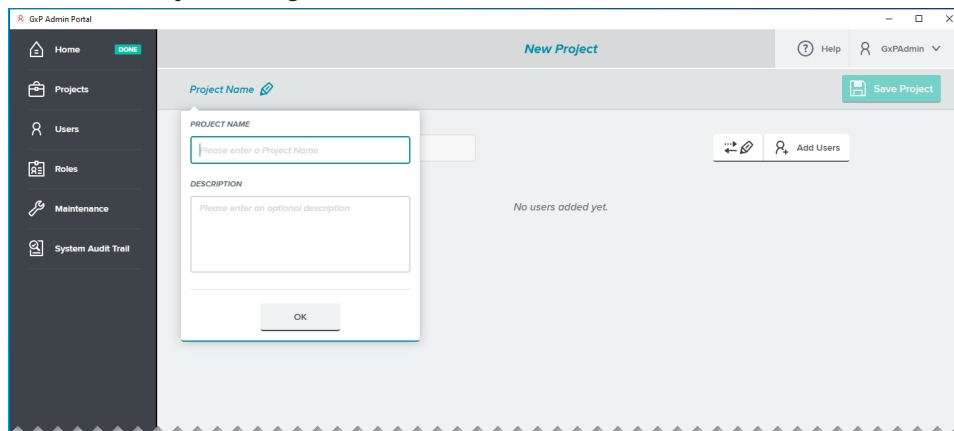 GxP Admin Portal
Home DONE
New Project
Help
GxPAdmin
Projects
Project Name
Save Project
Users
PROJECT NAME
Please enter a Project Name
Add Users
Roles
DESCRIPTION
Maintenance
Please enter an optional description
No users added yet.
System Audit Trail
OK